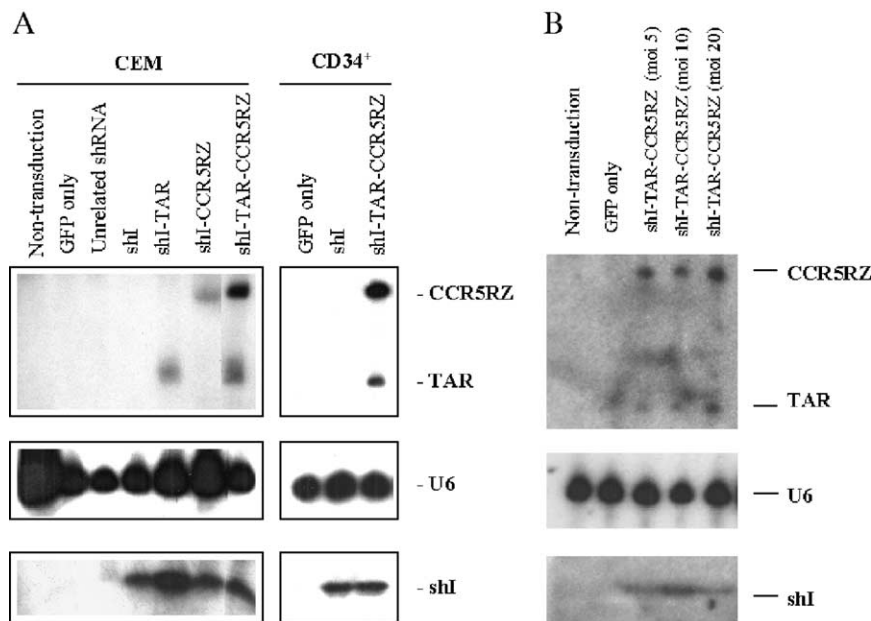 A
CEM
CD34+
Non-transduction
GFP only
Unrelated shRNA
shI
shI-TAR
shI-CCR5RZ
shI-TAR-CCR5RZ
GFP only
shI
shI-TAR-CCR5RZ
- CCR5RZ
- TAR
- U6
- shI
B
Non-transduction
GFP only
shI-TAR-CCR5RZ (moi 5)
shI-TAR-CCR5RZ (moi 10)
shI-TAR-CCR5RZ (moi 20)
CCR5RZ
TAR
U6
shI